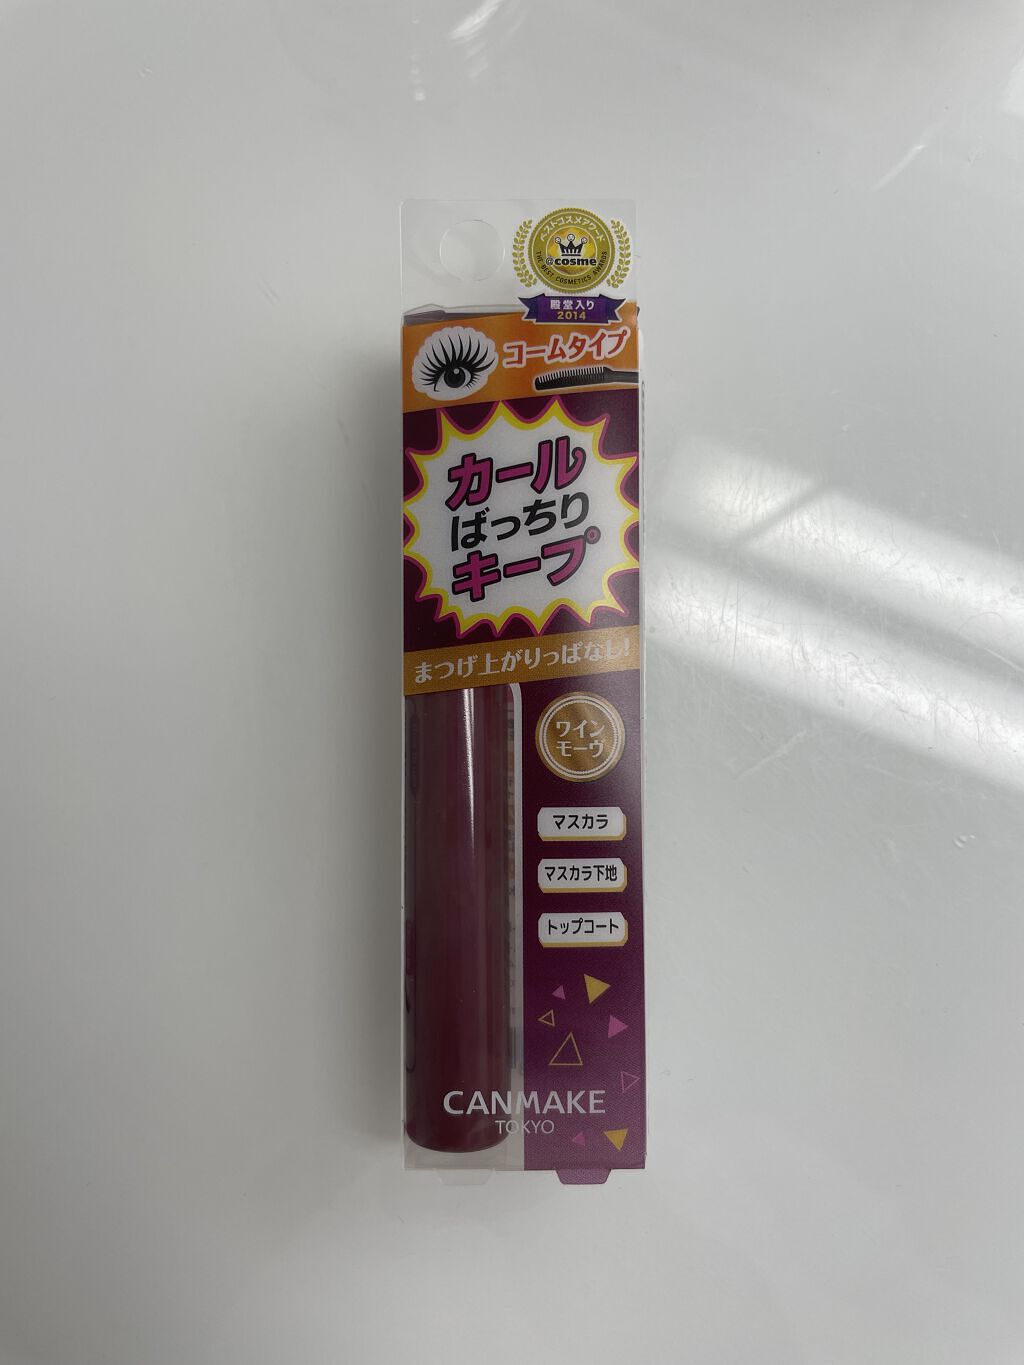 ベストコスメアワード
@cosme
THE BEST COSMETICS AWARDS
殿堂入り
2014
コームタイプ
カール
ばっちり
キープ
まつげ上がりっぱなし!
ワイン
モーヴ
マスカラ
マスカラ下地
トップコート
CANMAKE
TOKYO